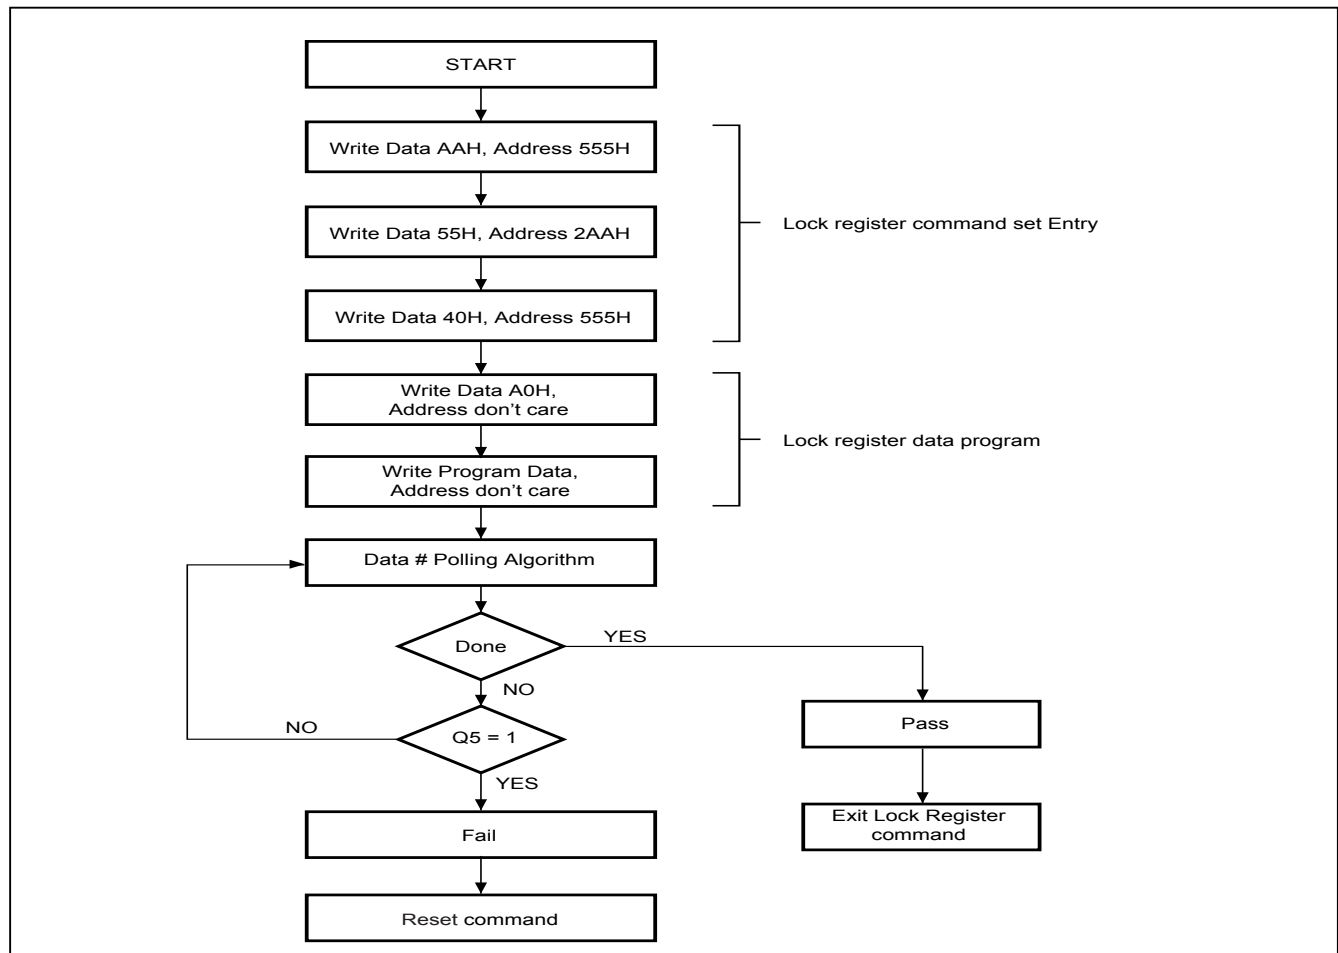 START
Write Data AAH, Address 555H
Write Data 55H, Address 2AAH
Lock register command set Entry
Write Data 40H, Address 555H
Write Data A0H,
Address don't care
Lock register data program
Write Program Data,
Address don't care
Data # Polling Algorithm
Done
YES
NO
Q5 = 1
NO
YES
Pass
Fail
Exit Lock Register
command
Reset command